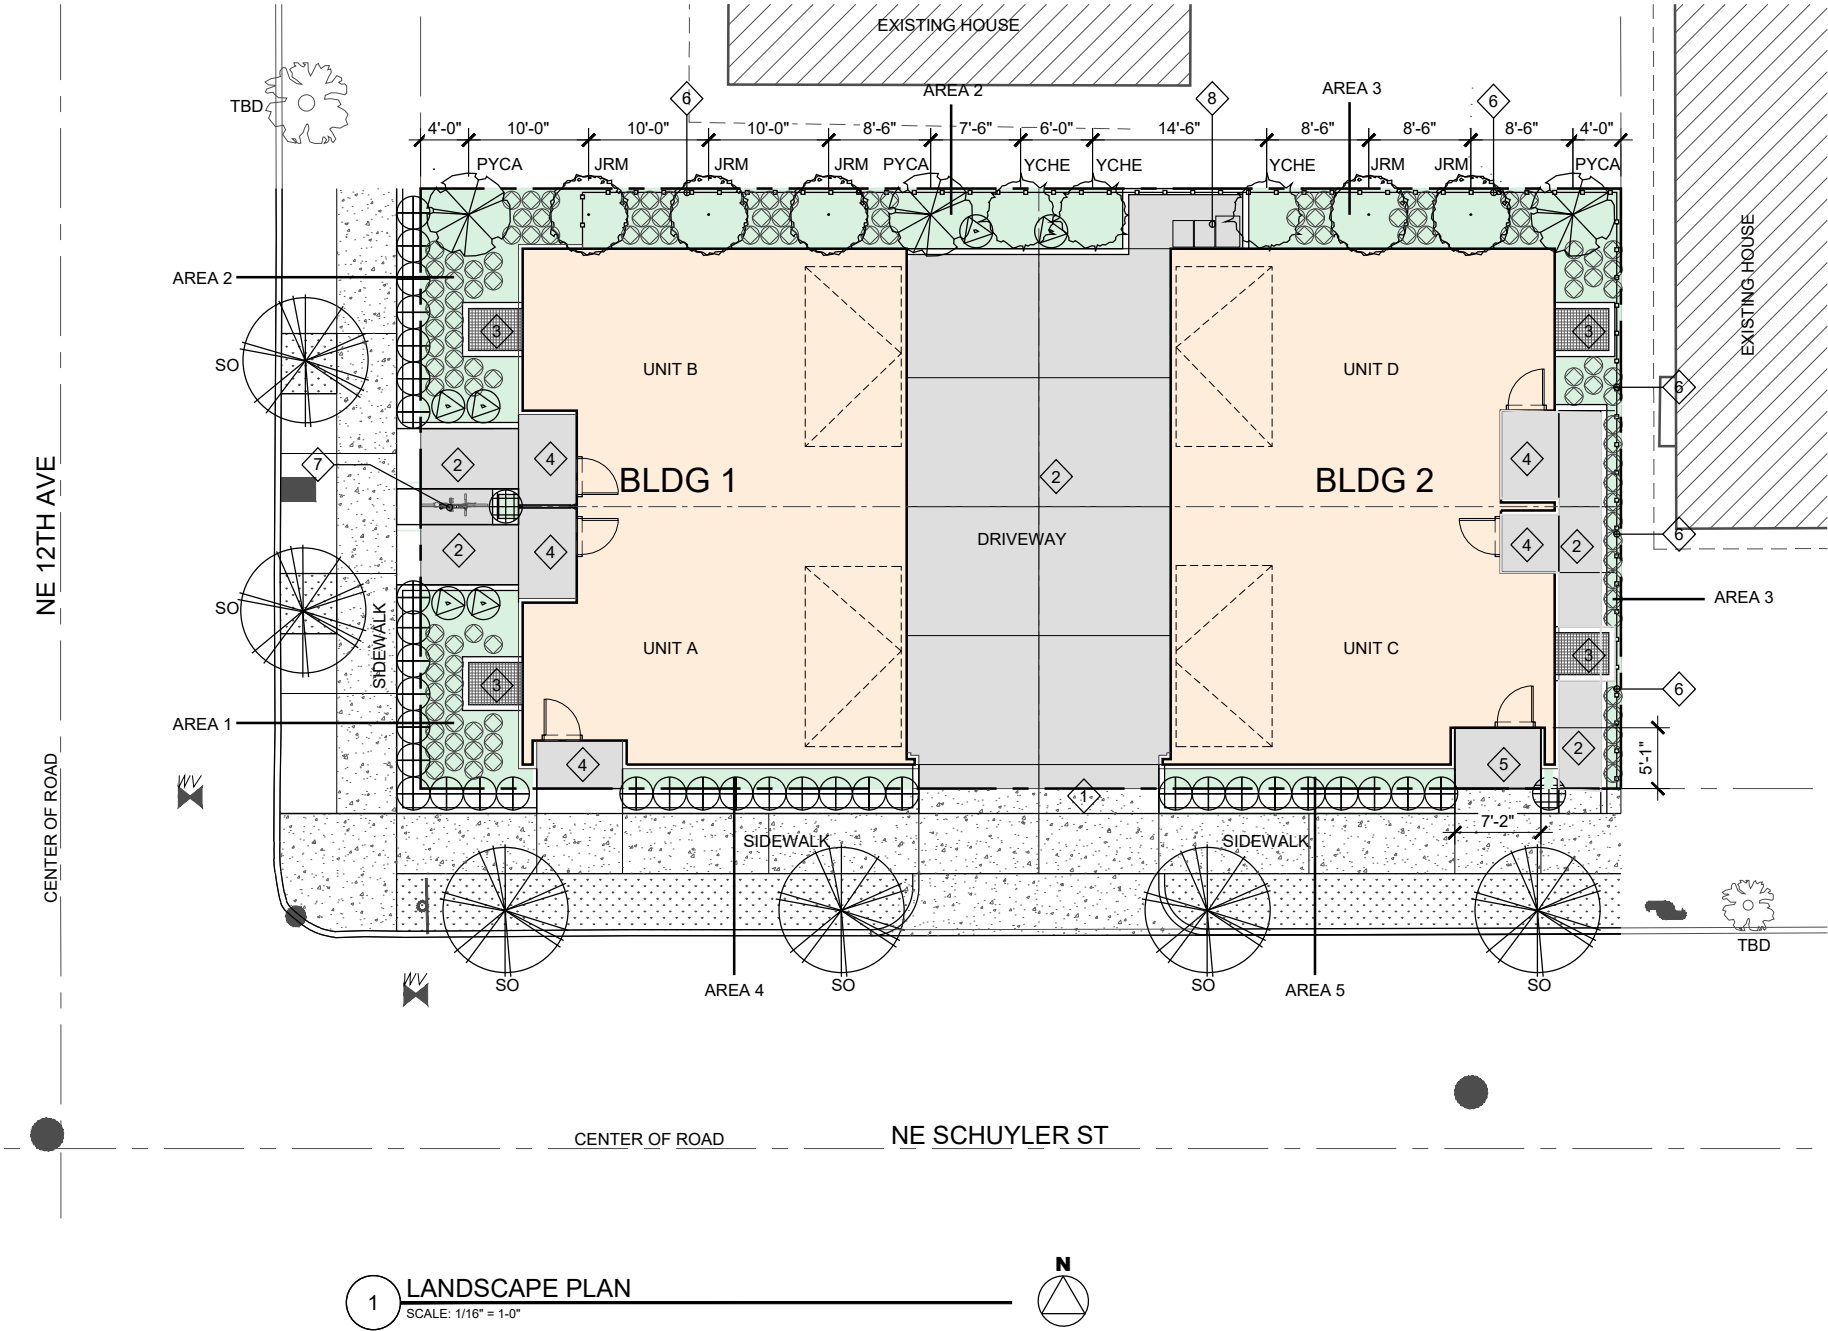 EXISTING HOUSE
AREA 2
AREA 3
TBD
6
8
6
4'-0"
10'-0"
10'-0"
10'-0"
8'-6"
7'-6"
6'-0"
14'-6"
8'-6"
8'-6"
8'-6"
4'-0"
PYCA
JRM
JRM
JRM
PYCA
YCHE
YCHE
YCHE
JRM
JRM
PYCA
AREA 2
EXISTING HOUSE
3
3
SO
UNIT B
UNIT D
6
7
2
4
BLDG 1
2
BLDG 2
4
NE 12TH AVE
2
4
DRIVEWAY
4
2
6
SO
SIDEWALK
AREA 3
UNIT A
UNIT C
3
3
6
AREA 1
4
5
2
5'-1"
CENTER OF ROAD
WV
1
7'-2"
SIDEWALK
SIDEWALK
TBD
WV
SO
AREA 4
SO
SO
AREA 5
SO
CENTER OF ROAD
NE SCHUYLER ST
N
1
LANDSCAPE PLAN
SCALE: 1/16" = 1-0"